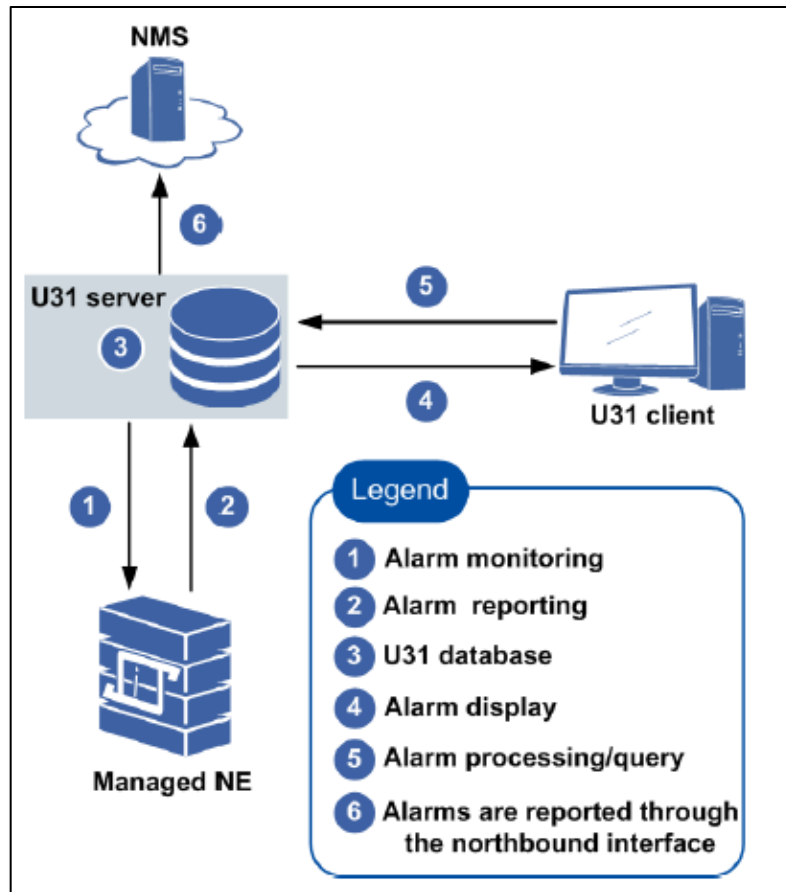 NMS
6
U31 server
3
5
4
U31 client
1
2
Managed NE
Legend
1 Alarm monitoring
2 Alarm reporting
3 U31 database
4 Alarm display
5 Alarm processing/query
6 Alarms are reported through
the northbound interface